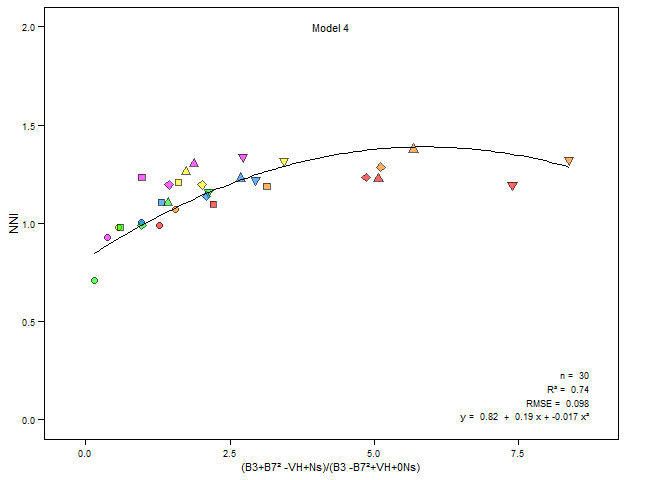 Model 4
2.0
1.5
1.0
0.5
0.0
NNI
n = 30
R² = 0.74
RMSE = 0.098
y = 0.82 + 0.19 x + -0.017 x²
0.0 2.5 5.0 7.5
(B3+B7² -VH+Ns)/(B3 -B7²+VH+0Ns)